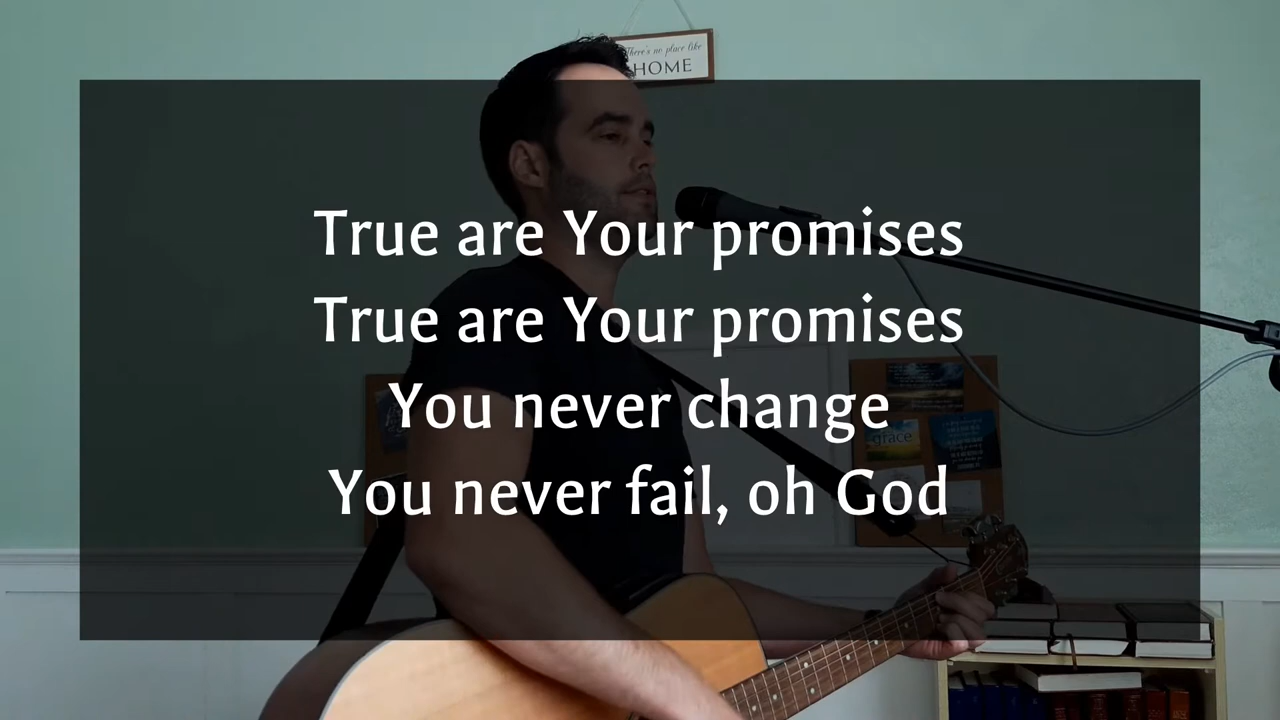 There's no place like
HOME
True are Your promises
True are Your promises
You never change
You never fail, oh God
grace